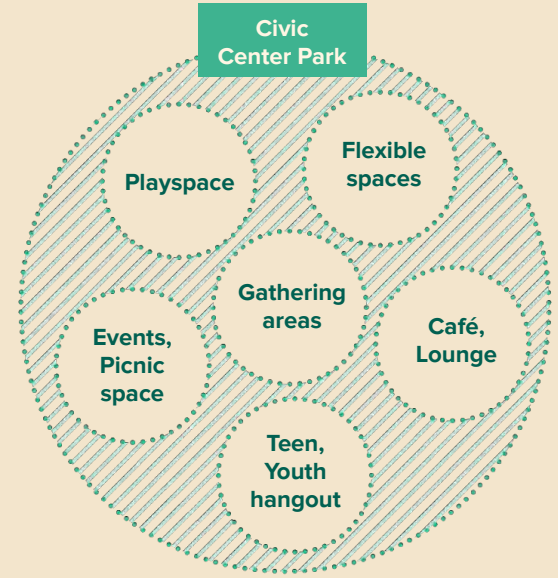 Civic
Center Park
Playspace
Flexible
spaces
Gathering
areas
Events,
Picnic
space
Café,
Lounge
Teen,
Youth
hangout